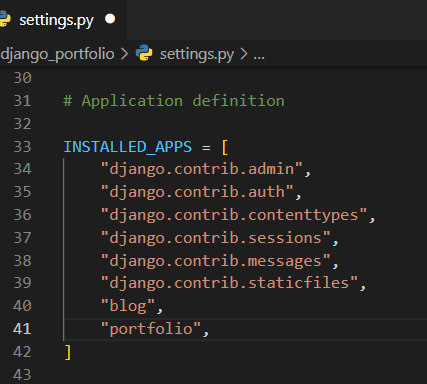 settings.py
django_portfolio > settings.py > ...
30
31 # Application definition
32
33 INSTALLED_APPS = [
34     "django.contrib.admin",
35     "django.contrib.auth",
36     "django.contrib.contenttypes",
37     "django.contrib.sessions",
38     "django.contrib.messages",
39     "django.contrib.staticfiles",
40     "blog",
41     "portfolio",
42 ]
43